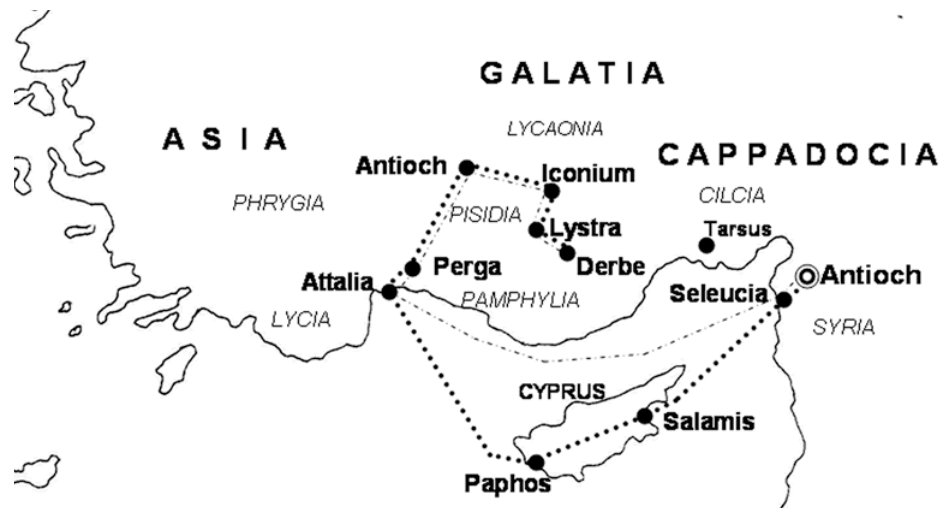 GALATIA
LYCAONIA
ASIA
CAPPADOCIA
Antioch
Iconium
CILCIA
PHRYGIA
PISIDIA
Lystra
Tarsus
Perga
Derbe
Antioch
Attalia
PAMPHYLIA
Seleucia
LYCIA
SYRIA
CYPRUS
Salamis
Paphos